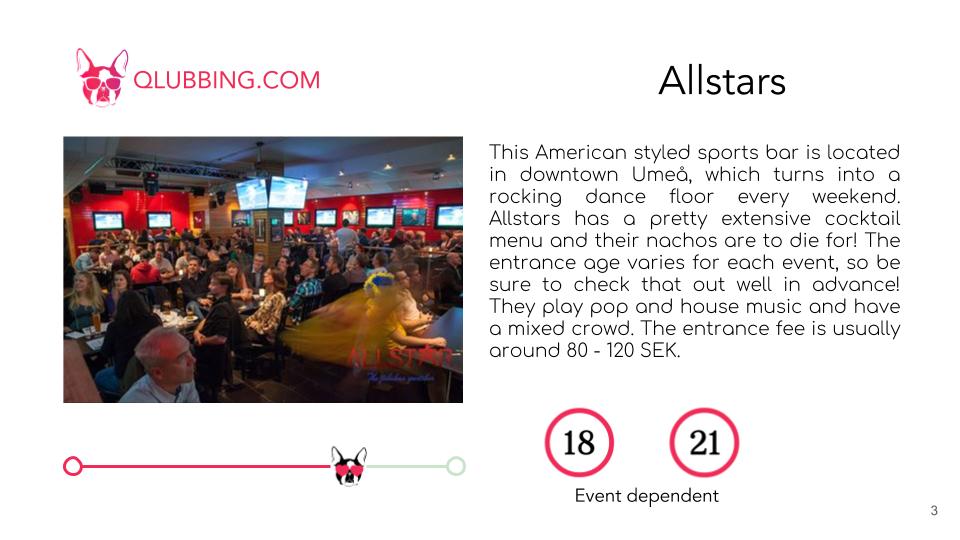 QLUBBING.COM
Allstars
This American styled sports bar is located
in downtown Umeå, which turns into a
rocking dance floor every weekend.
Allstars has a pretty extensive cocktail
menu and their nachos are to die for! The
entrance age varies for each event, so be
sure to check that out well in advance!
They play pop and house music and have
a mixed crowd. The entrance fee is usually
around 80 - 120 SEK.
ALLSTAR
18 21
Event dependent
3